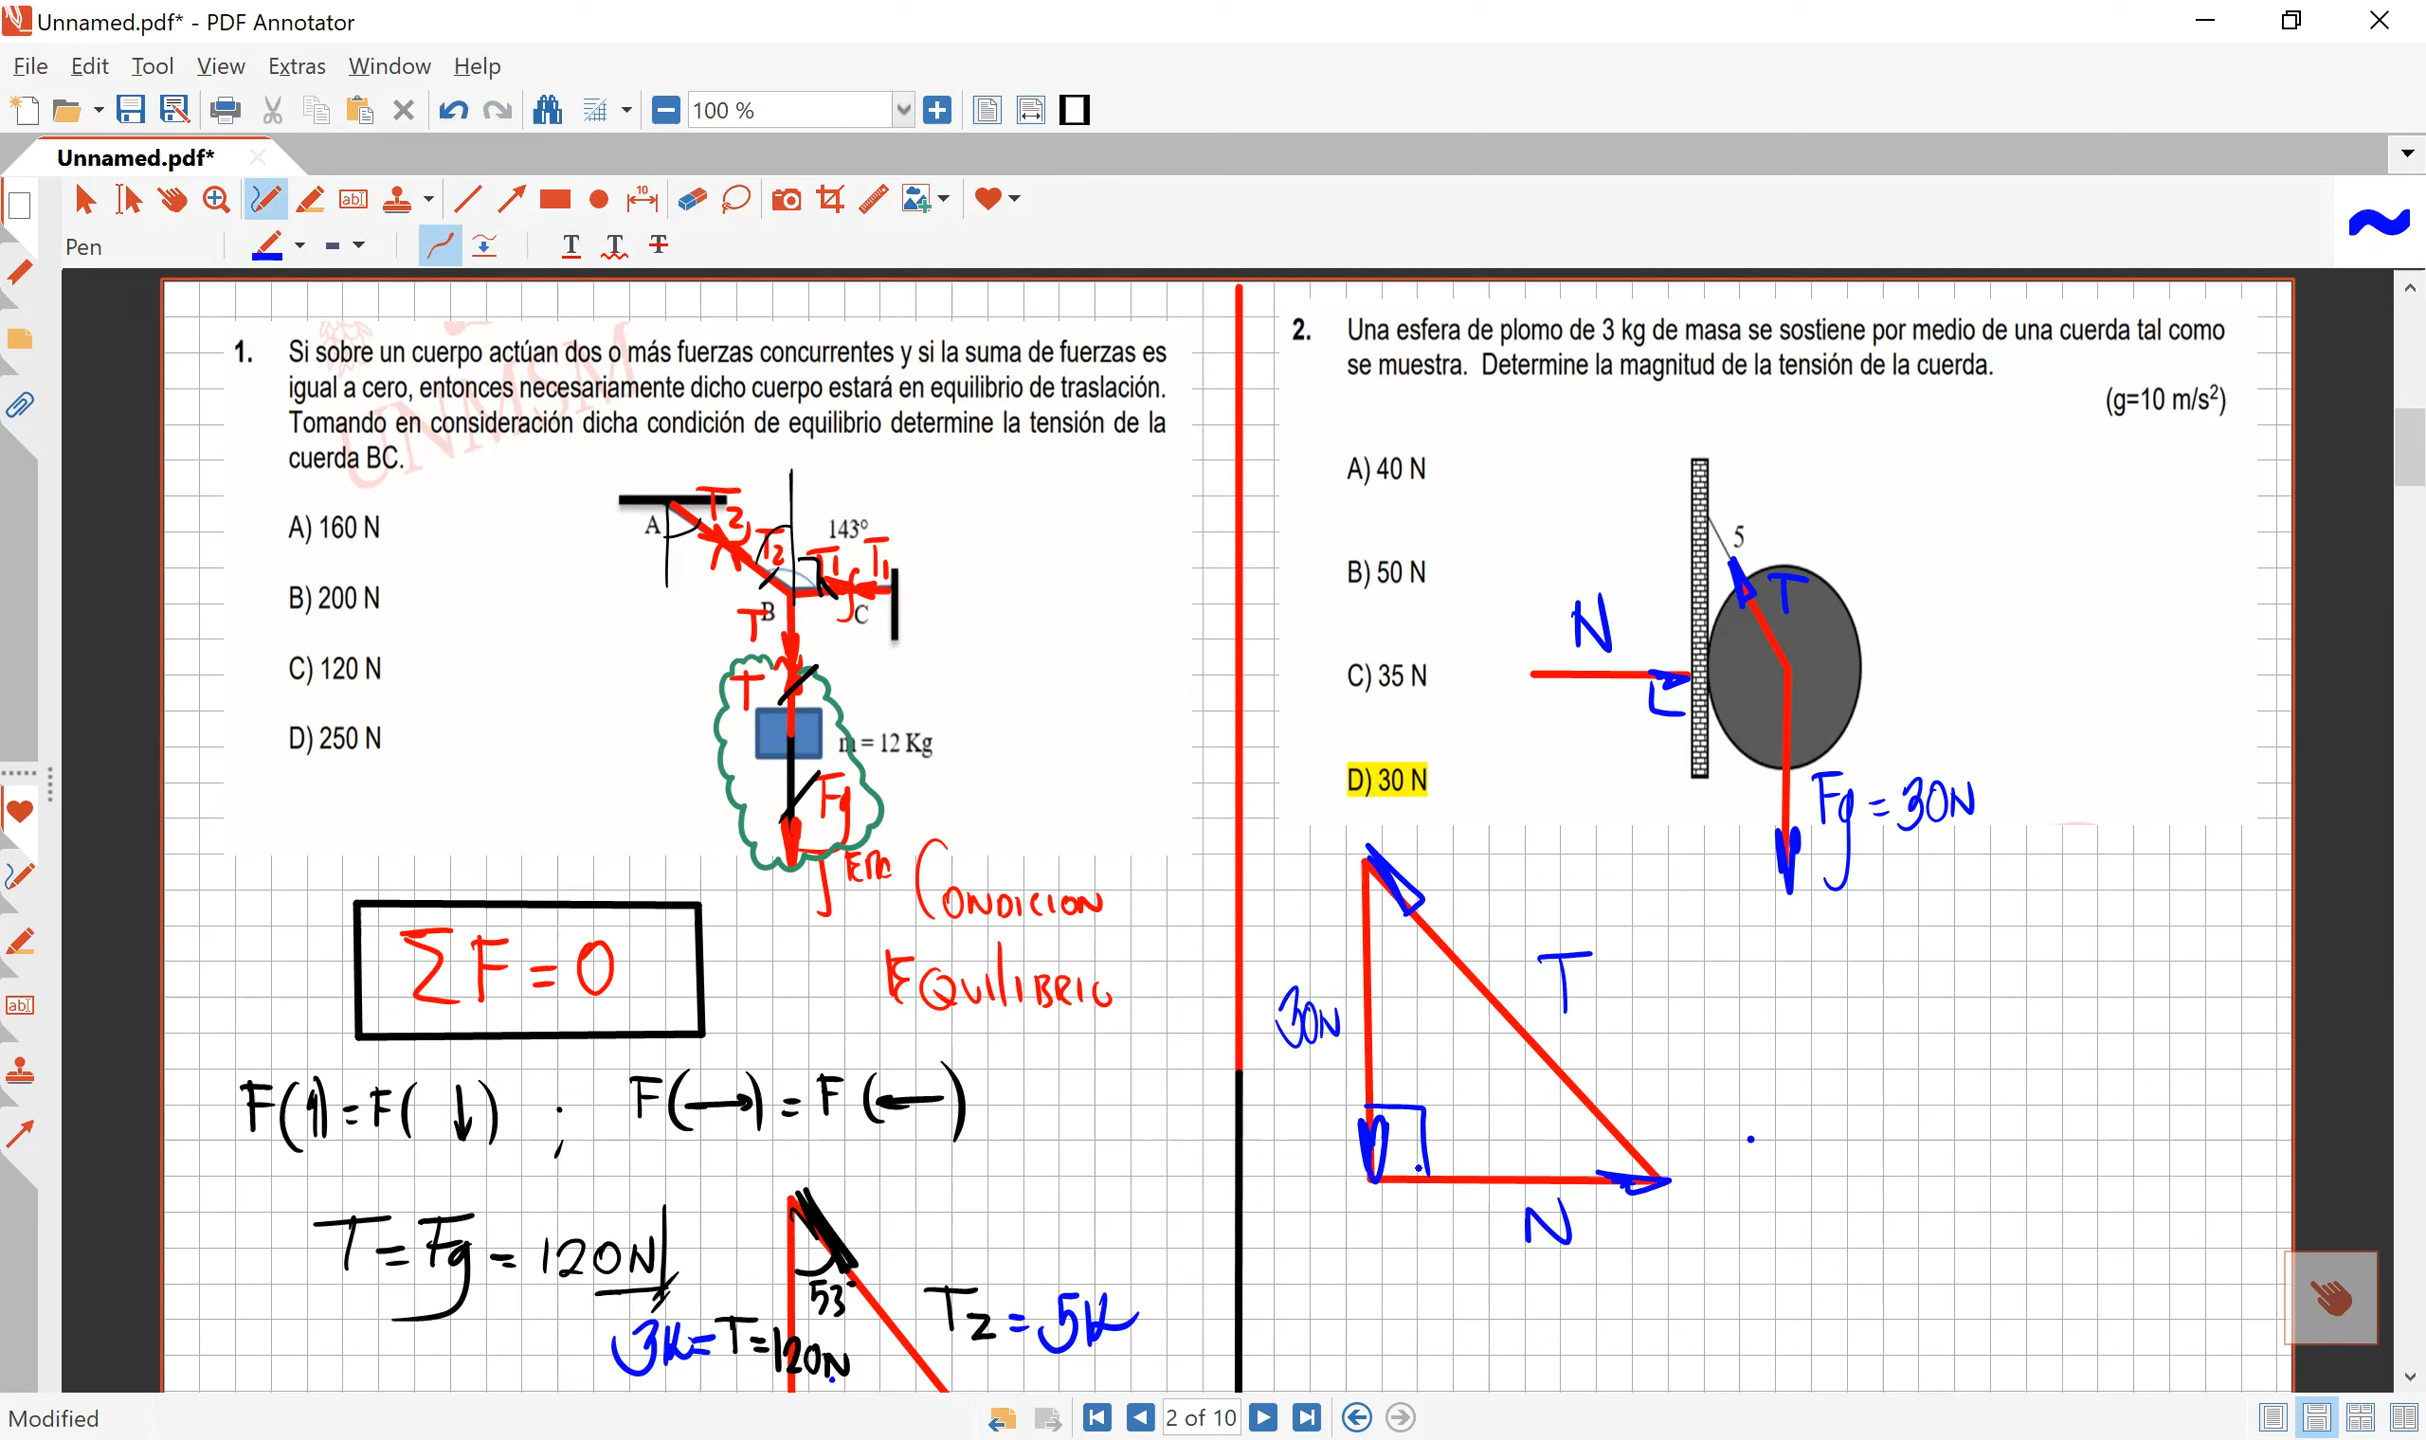 Unnamed.pdf* - PDF Annotator
File Edit Tool View Extras Window Help
100 %
Unnamed.pdf*
Pen
1. Si sobre un cuerpo actúan dos o más fuerzas concurrentes y si la suma de fuerzas es
igual a cero, entonces necesariamente dicho cuerpo estará en equilibrio de traslación.
Tomando en consideración dicha condición de equilibrio determine la tensión de la
cuerda BC.
UNMSM
A) 160 N
B) 200 N
C) 120 N
D) 250 N
A
T2
T2
143°
T1
T1
B
C
T
T
m = 12 Kg
Fg
CONDICION
EQUILIBRIO
ΣF = 0
F(↑) = F(↓) ; F(→) = F(←)
T = Fg = 120N
53°
3K = T = 120N
T2 = 5K
2. Una esfera de plomo de 3 kg de masa se sostiene por medio de una cuerda tal como
se muestra. Determine la magnitud de la tensión de la cuerda.
(g=10 m/s²)
A) 40 N
B) 50 N
C) 35 N
D) 30 N
5
T
N
Fg = 30N
30N
T
N
Modified
2 of 10